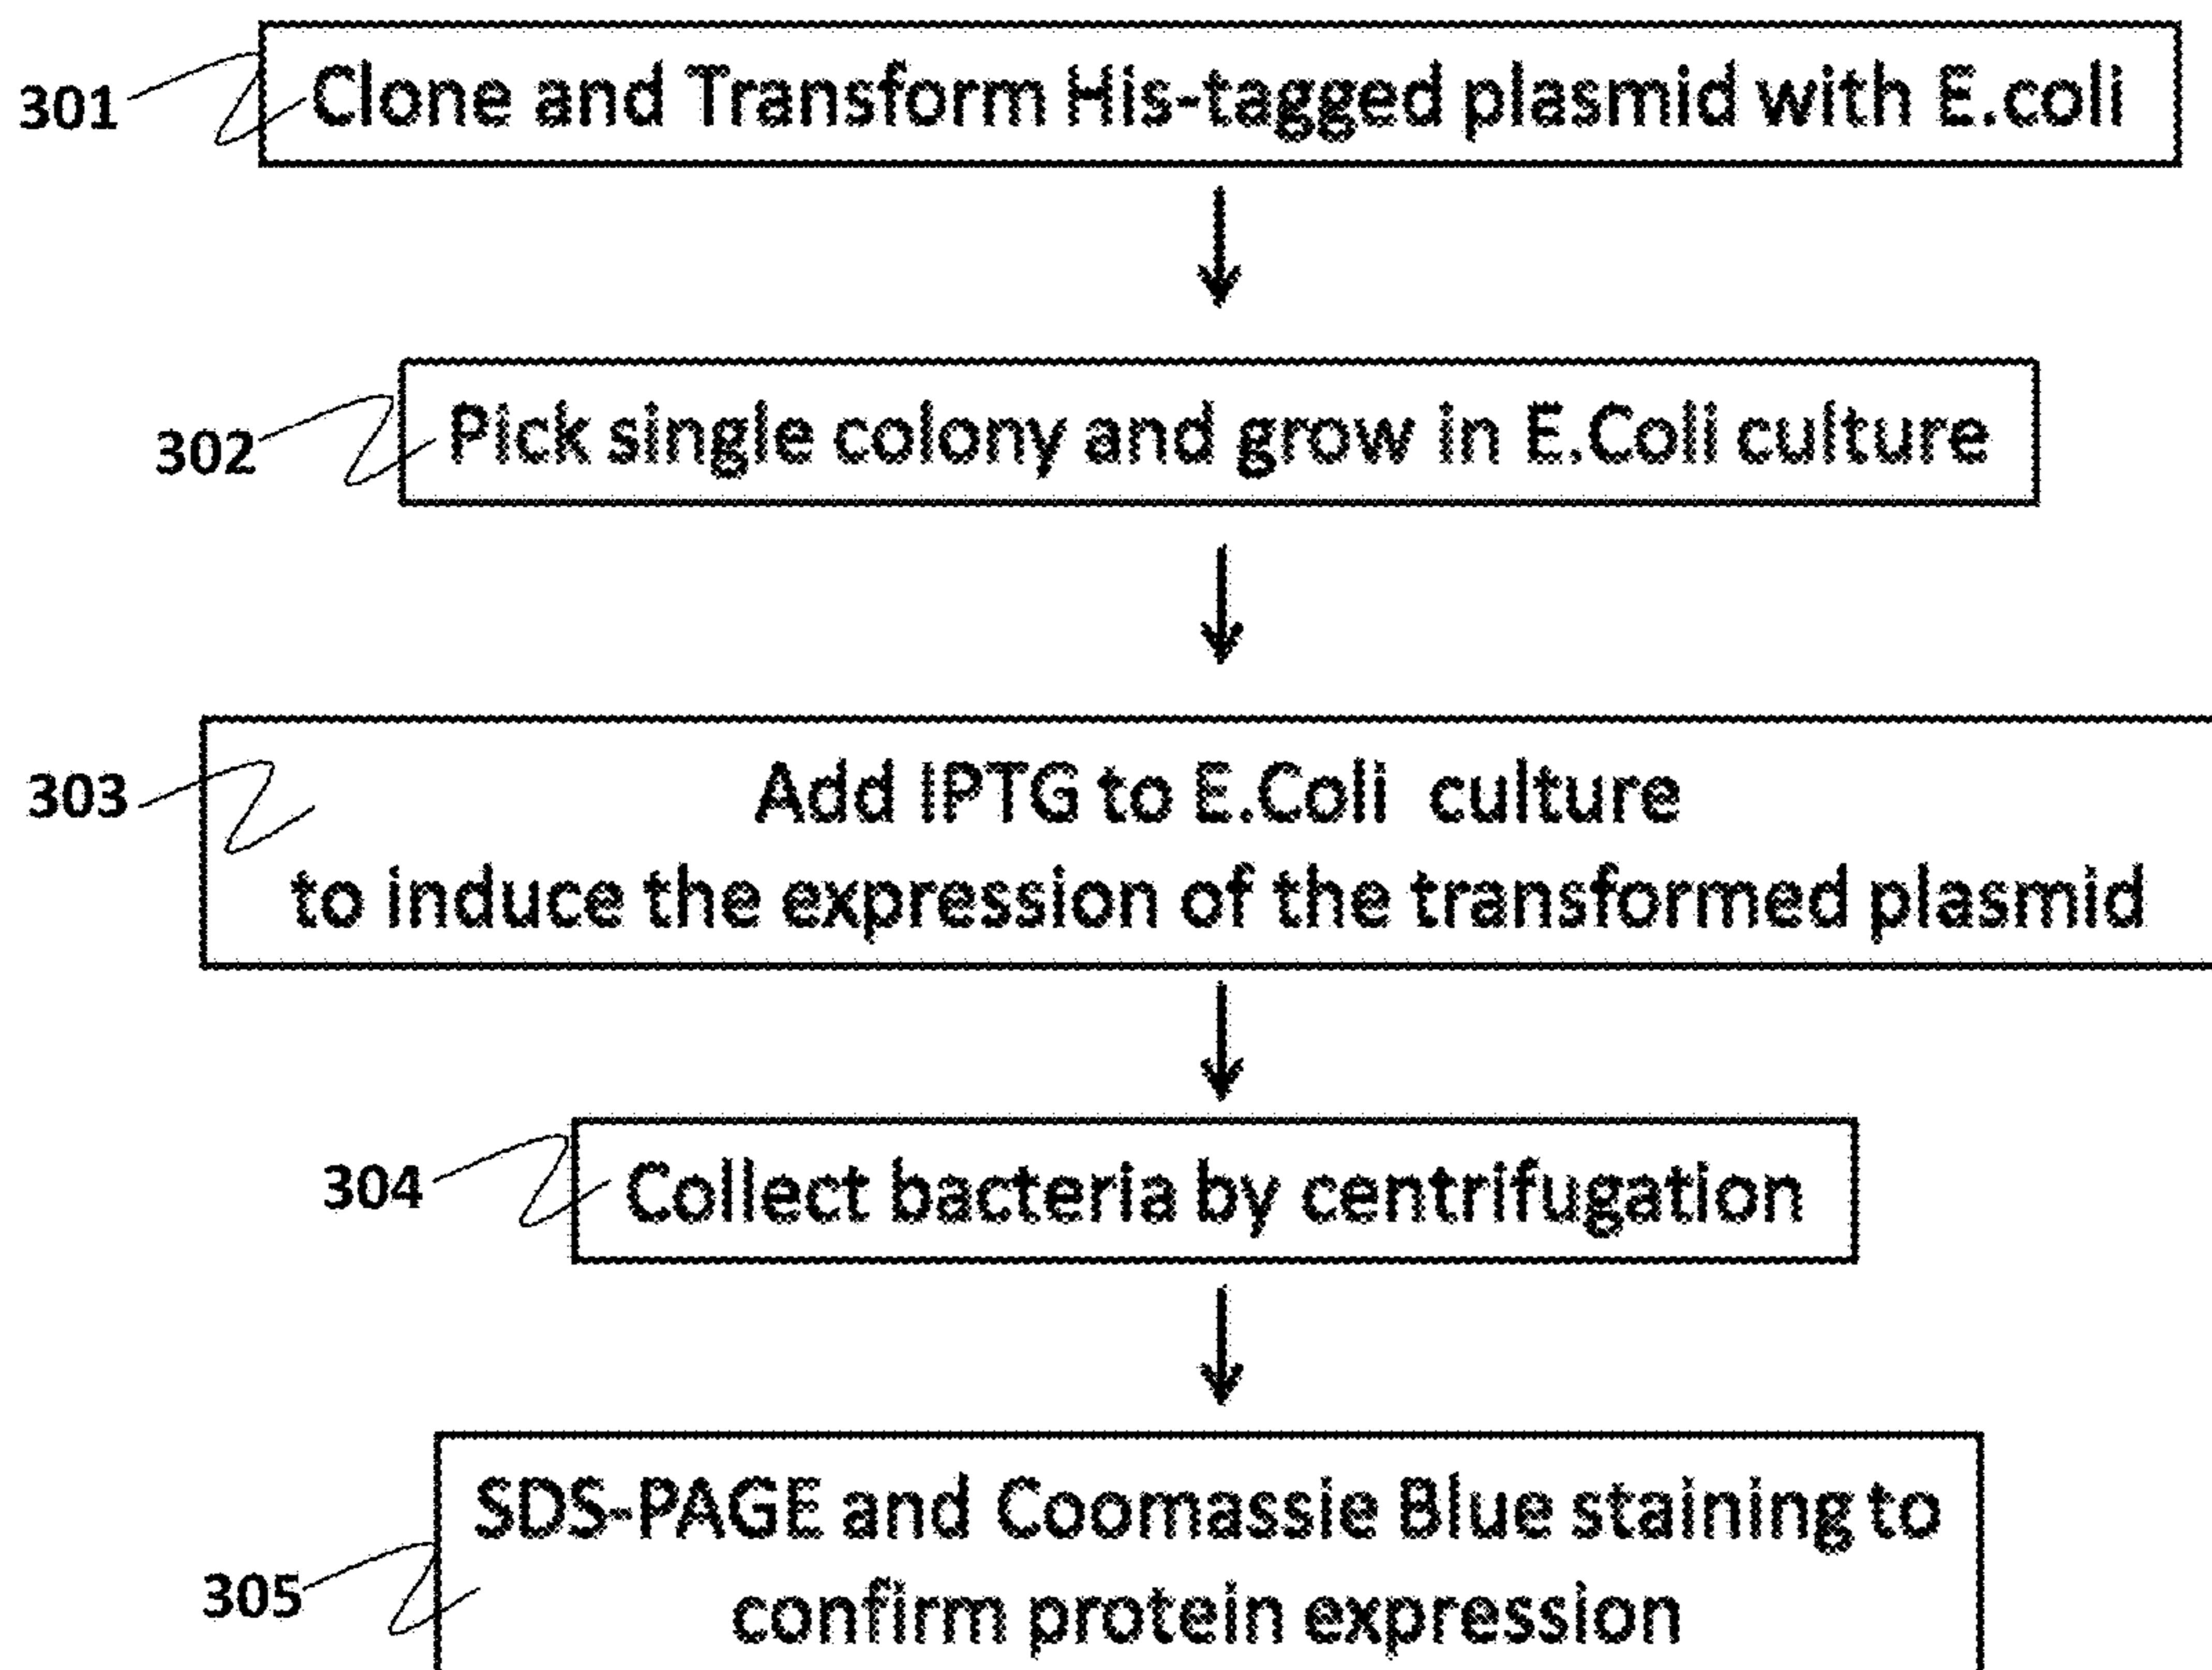 301 Clone and Transform His-tagged plasmid with E.coli
302 Pick single colony and grow in E.Coli culture
303 Add IPTG to E.Coli culture
to induce the expression of the transformed plasmid
304 Collect bacteria by centrifugation
SDS-PAGE and Coomassie Blue staining to
305 confirm protein expression